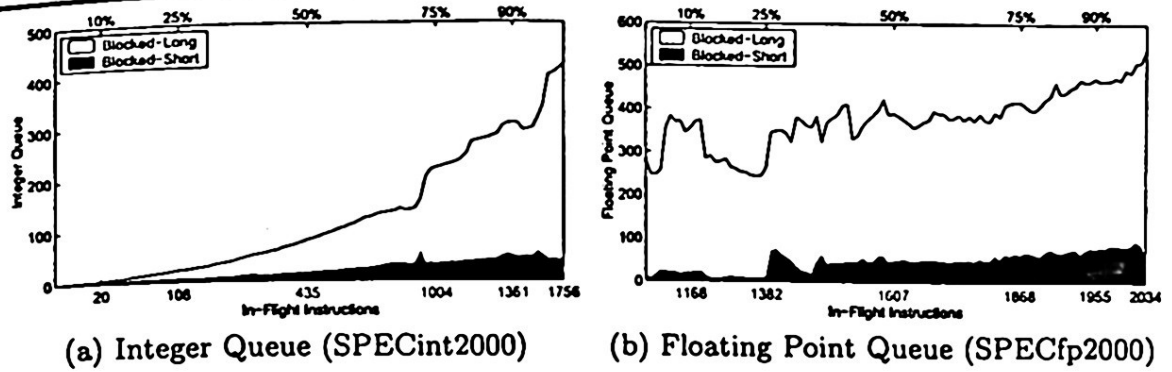 10% 25% 50% 75% 90%
500
400
300
200
100
0
Integer Queue
Blocked-Long
Blocked-Short
20 108 435 1004 1361 1756
In-Flight Instructions
(a) Integer Queue (SPECint2000)
10% 25% 50% 75% 90%
600
500
400
300
200
100
0
Floating Point Queue
Blocked-Long
Blocked-Short
1168 1382 1607 1868 1955 2034
In-Flight Instructions
(b) Floating Point Queue (SPECfp2000)